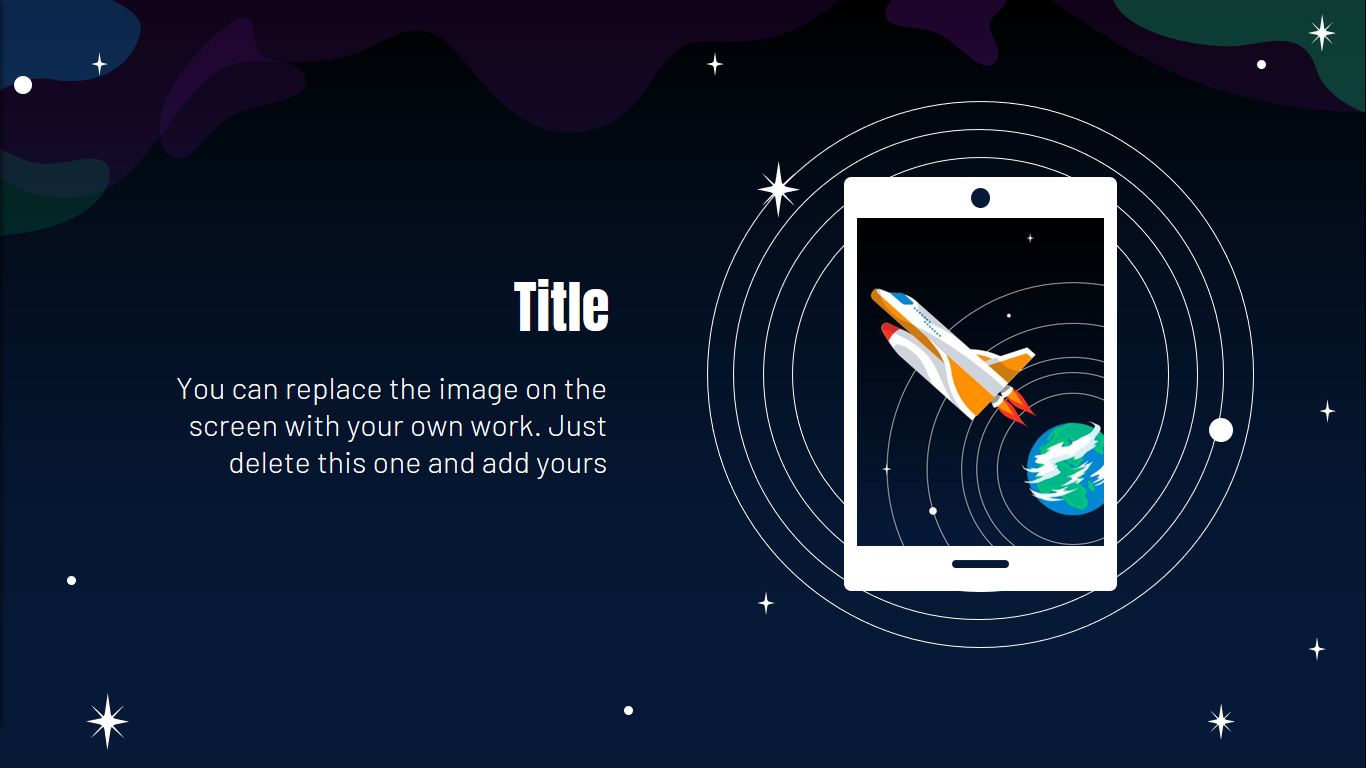 Title
You can replace the image on the
screen with your own work. Just
delete this one and add yours